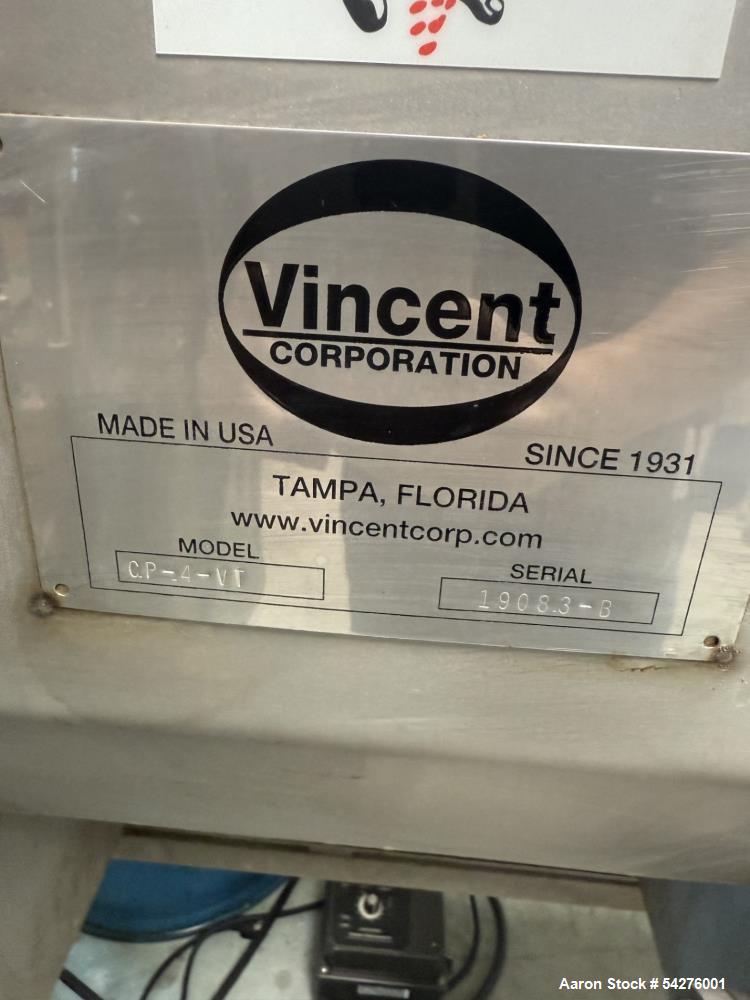 Vincent
CORPORATION
MADE IN USA
SINCE 1931
TAMPA, FLORIDA
www.vincentcorp.com
MODEL
CP-4-VT
SERIAL
19083-B
Aaron Stock # 54276001